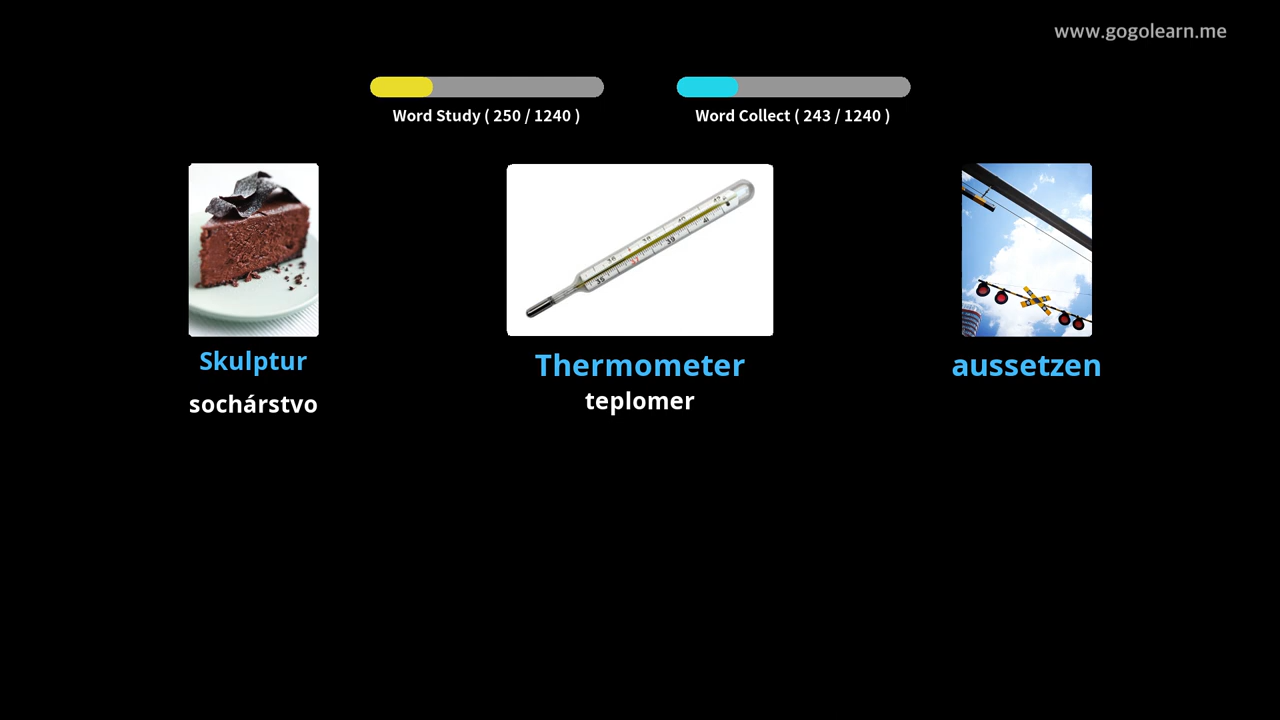 www.gogolearn.me
Word Study ( 250 / 1240 )
Word Collect ( 243 / 1240 )
Skulptur
sochárstvo
Thermometer
teplomer
aussetzen